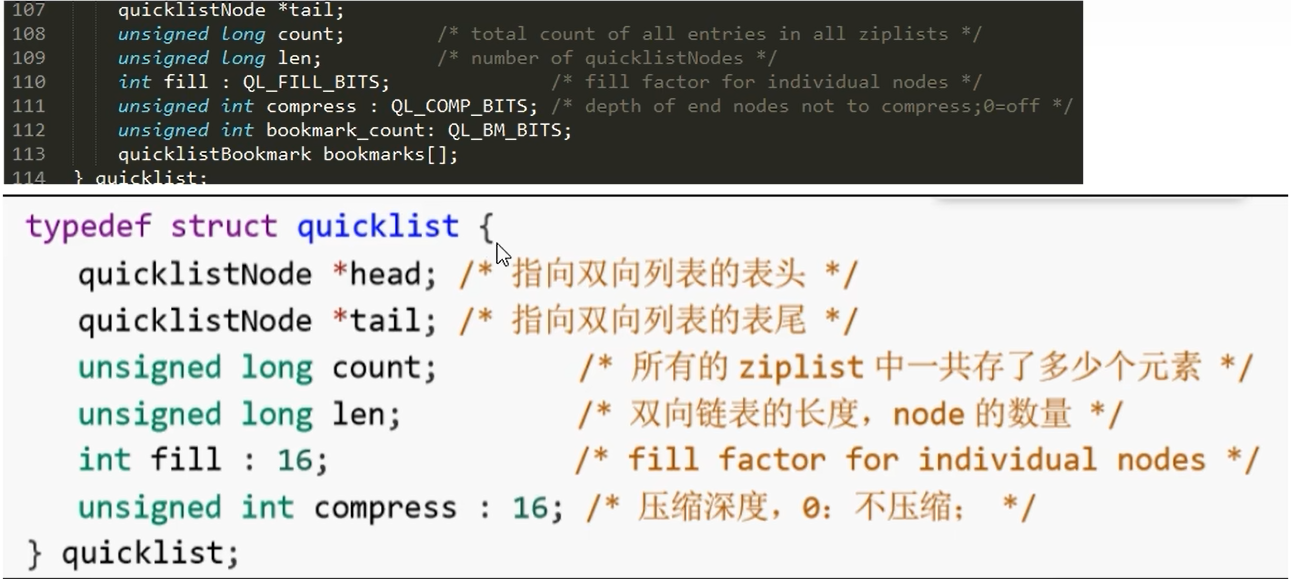 107 quicklistNode *tail;
108 unsigned long count; /* total count of all entries in all ziplists */
109 unsigned long len; /* number of quicklistNodes */
110 int fill : QL_FILL_BITS; /* fill factor for individual nodes */
111 unsigned int compress : QL_COMP_BITS; /* depth of end nodes not to compress;0=off */
112 unsigned int bookmark_count: QL_BM_BITS;
113 quicklistBookmark bookmarks[];
114 } quicklist;
typedef struct quicklist {
quicklistNode *head; /* 指向双向列表的表头 */
quicklistNode *tail; /* 指向双向列表的表尾 */
unsigned long count; /* 所有的 ziplist 中一共存了多少个元素 */
unsigned long len; /* 双向链表的长度，node 的数量 */
int fill : 16; /* fill factor for individual nodes */
unsigned int compress : 16; /* 压缩深度，0：不压缩； */
} quicklist;